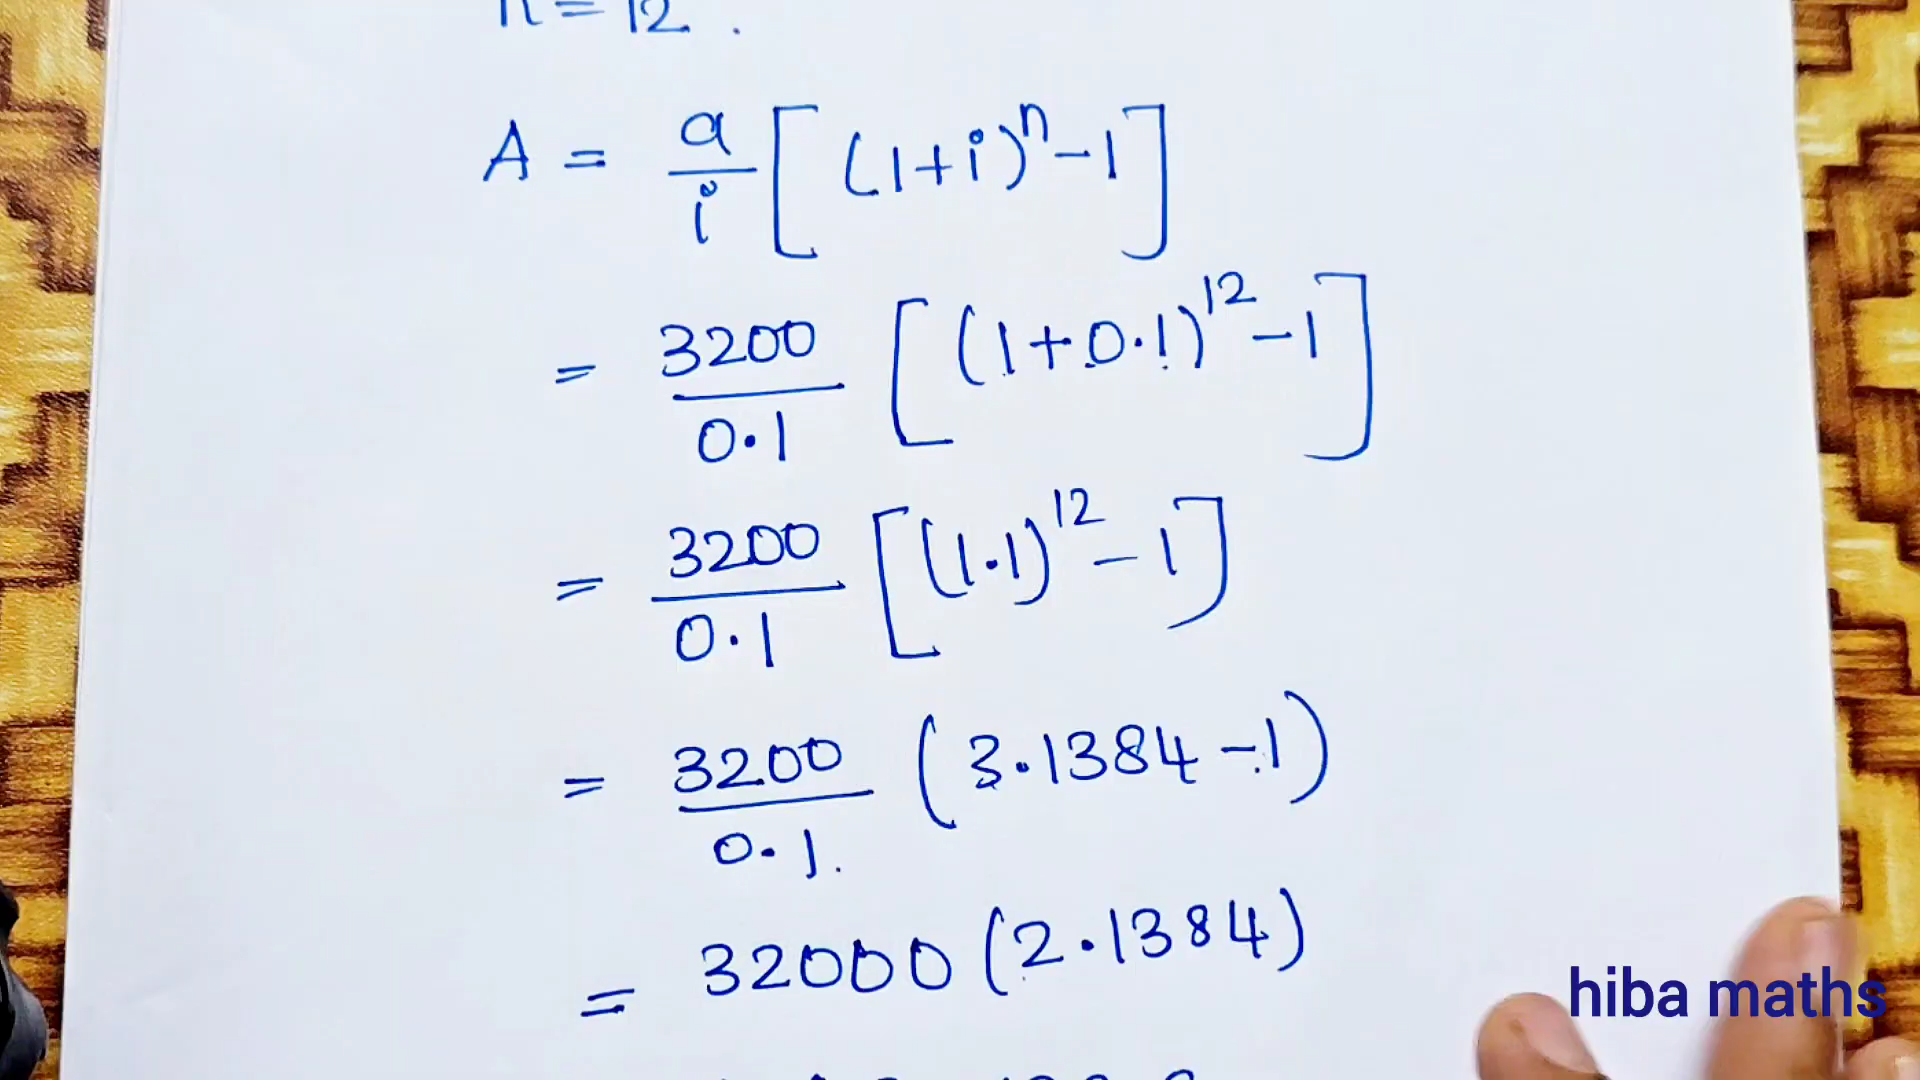 n = 12.
A = a/i [(1+i)^n - 1]
= 3200/0.1 [(1+0.1)^12 - 1]
= 3200/0.1 [(1.1)^12 - 1]
= 3200/0.1 (3.1384 - 1)
= 32000 (2.1384)
hiba maths